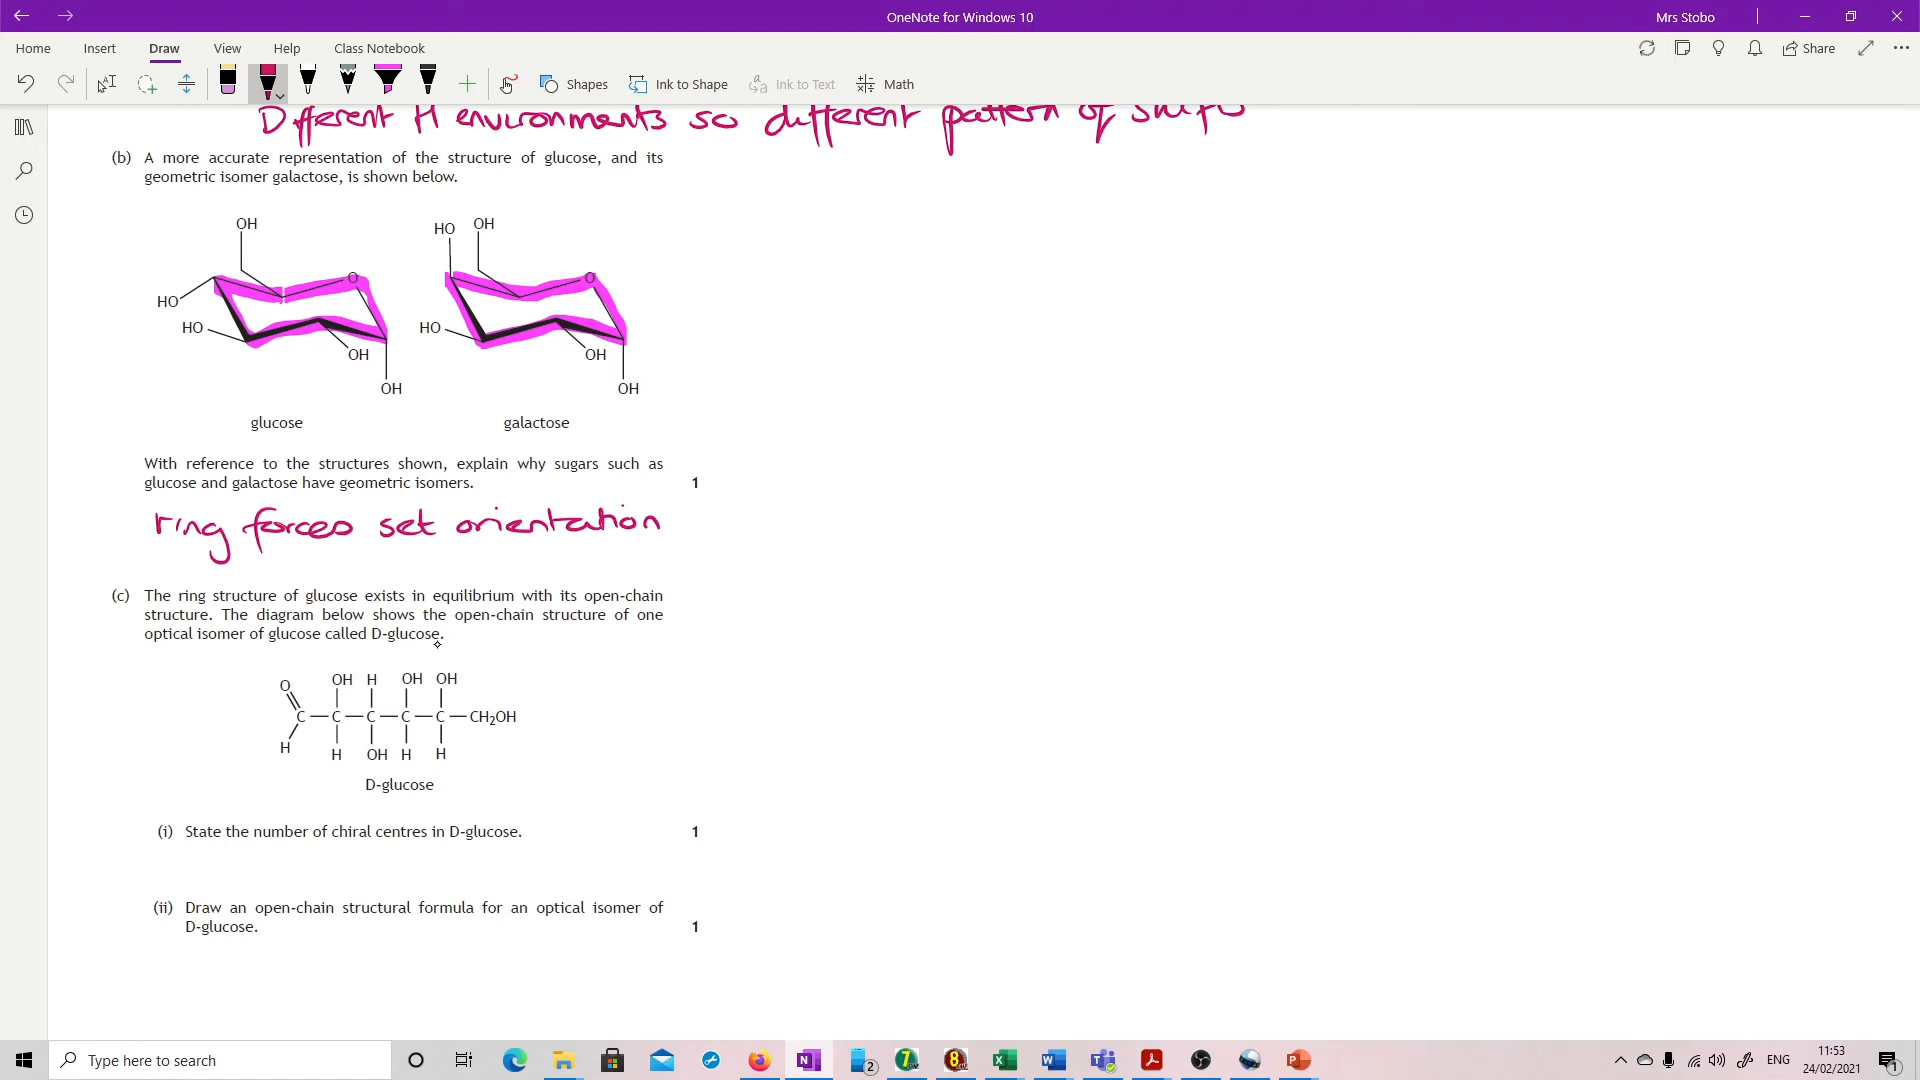 OneNote for Windows 10
Mrs Stobo
Home Insert Draw View Help Class Notebook
Share
Shapes Ink to Shape Ink to Text Math
Different H environments so different pattern of shifts
(b) A more accurate representation of the structure of glucose, and its
geometric isomer galactose, is shown below.
OH HO OH
O O
HO
HO HO
OH OH
OH OH
glucose galactose
With reference to the structures shown, explain why sugars such as
glucose and galactose have geometric isomers. 1
ring forces set orientation
(c) The ring structure of glucose exists in equilibrium with its open-chain
structure. The diagram below shows the open-chain structure of one
optical isomer of glucose called D-glucose.
O OH H OH OH
C C C C C CH2OH
H H OH H H
D-glucose
(i) State the number of chiral centres in D-glucose. 1
(ii) Draw an open-chain structural formula for an optical isomer of
D-glucose. 1
Type here to search
2 7 8
ENG
11:53
24/02/2021
1